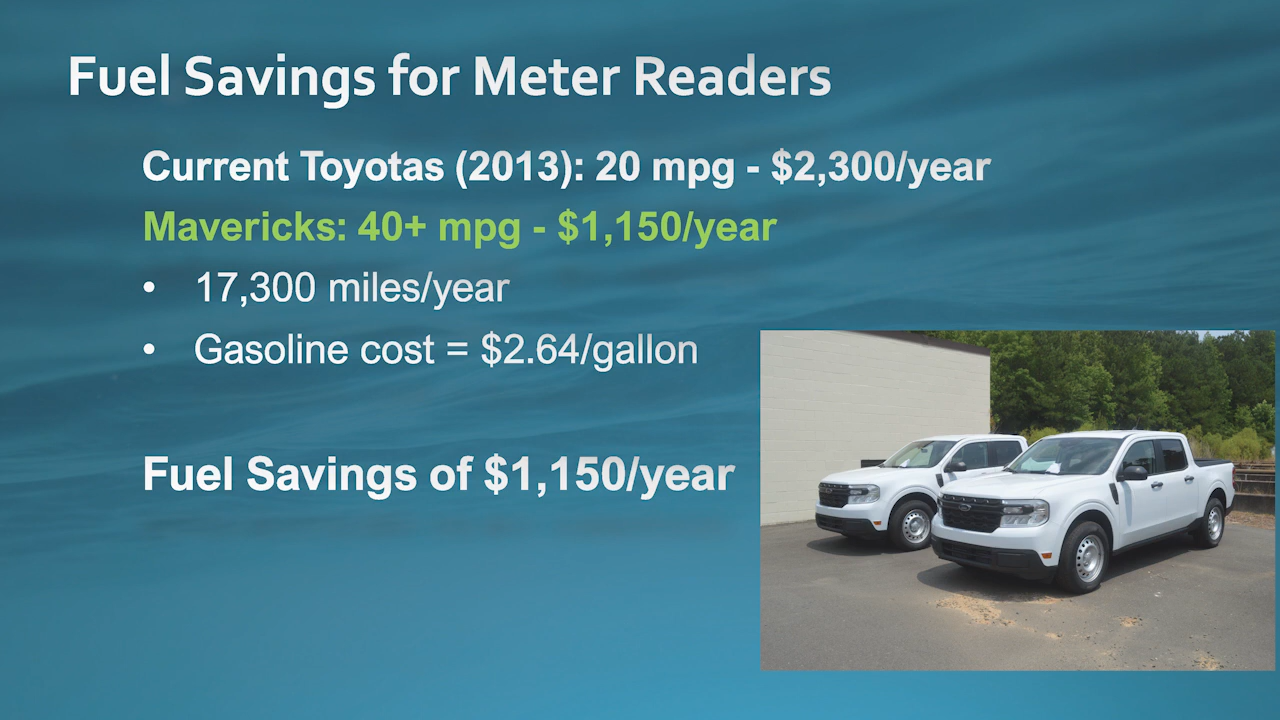 Fuel Savings for Meter Readers
Current Toyotas (2013): 20 mpg - $2,300/year
Mavericks: 40+ mpg - $1,150/year
• 17,300 miles/year
• Gasoline cost = $2.64/gallon
Fuel Savings of $1,150/year